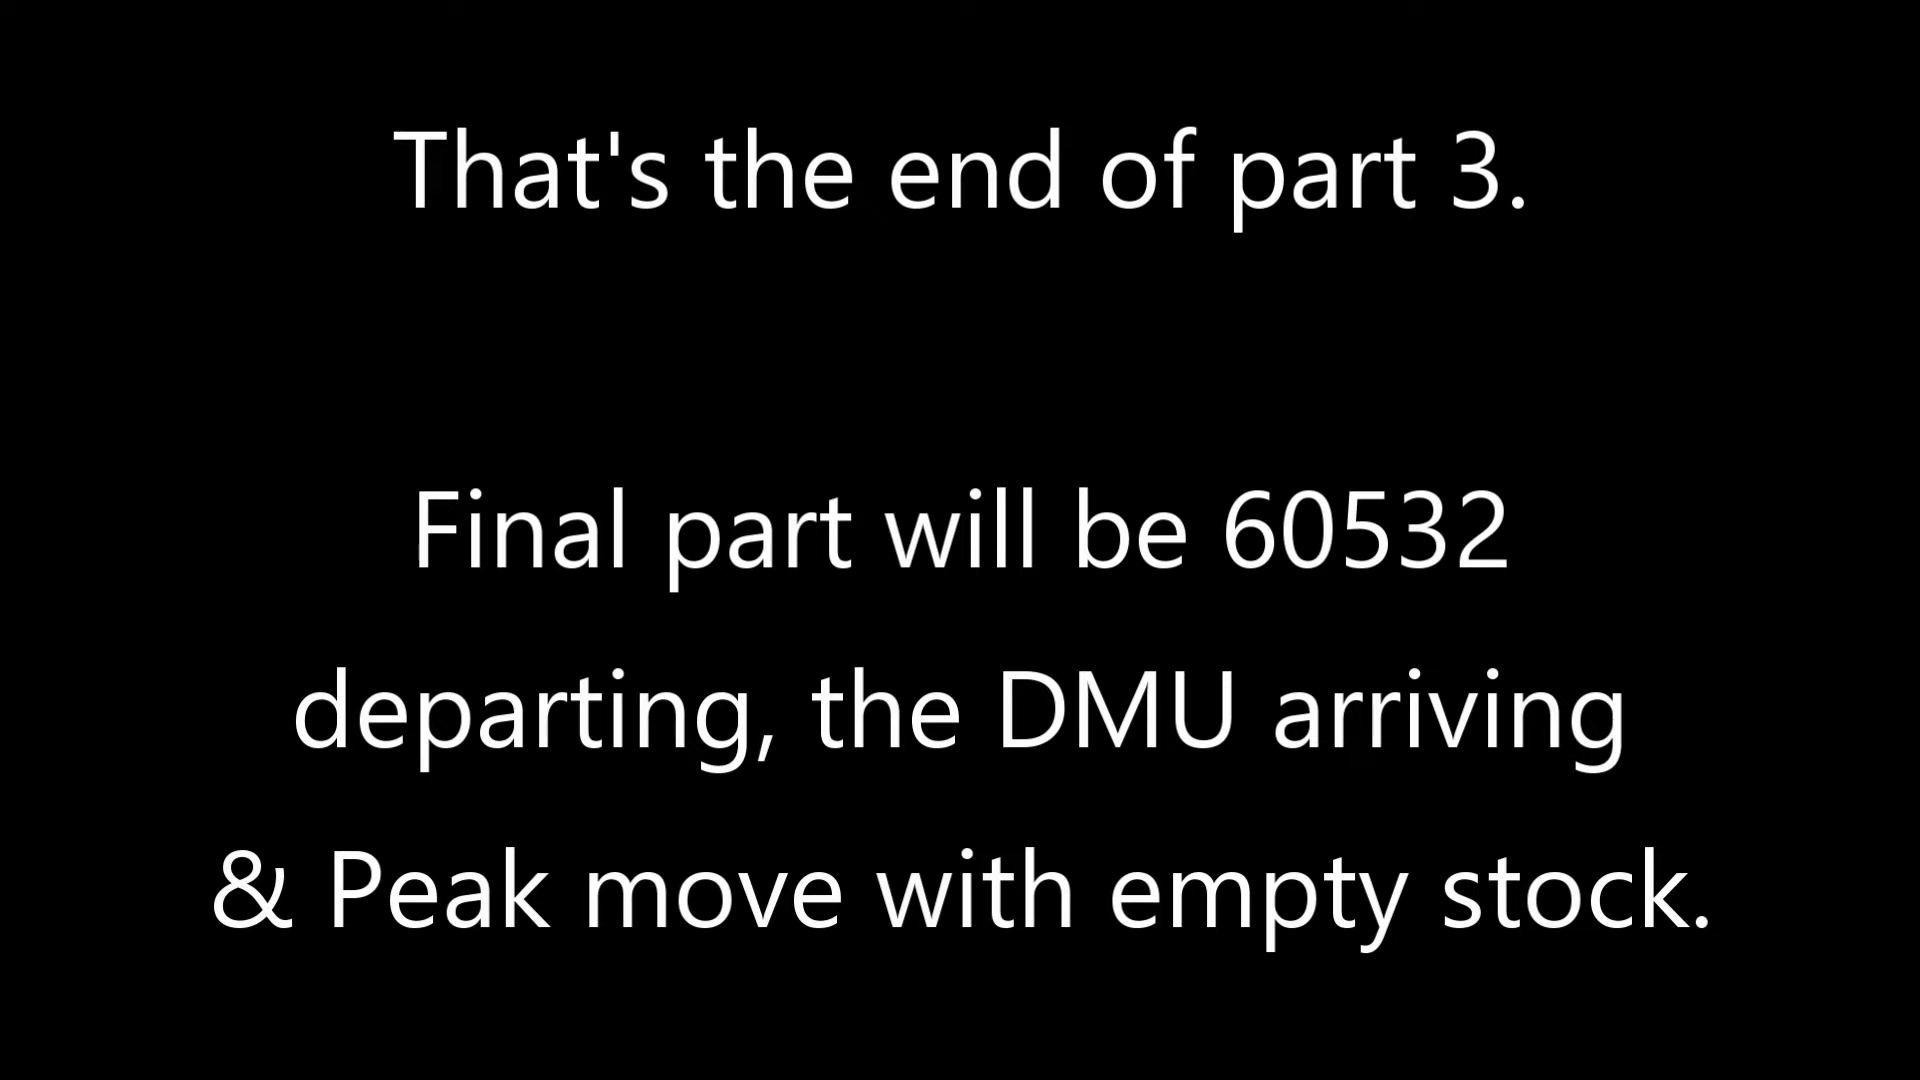 That's the end of part 3.
Final part will be 60532
departing, the DMU arriving
& Peak move with empty stock.